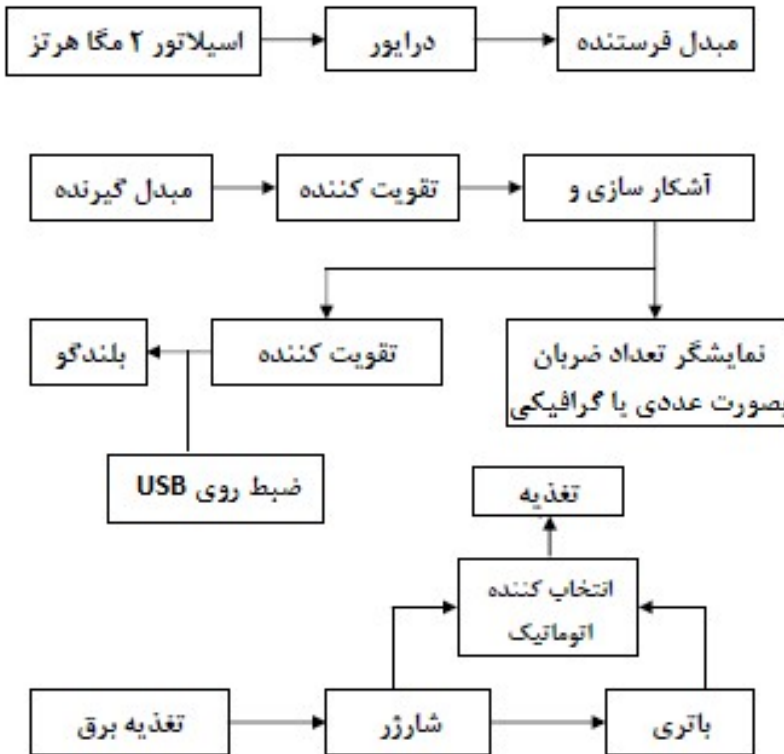 اسیلاتور ۲ مگا هرتز
درایور
مبدل فرستنده
مبدل گیرنده
تقویت کننده
آشکار سازی و
بلندگو
تقویت کننده
نمایشگر تعداد ضربان
بصورت عددی یا گرافیکی
ضبط روی USB
تغذیه
انتخاب کننده
اتوماتیک
تغذیه برق
شارژر
باتری